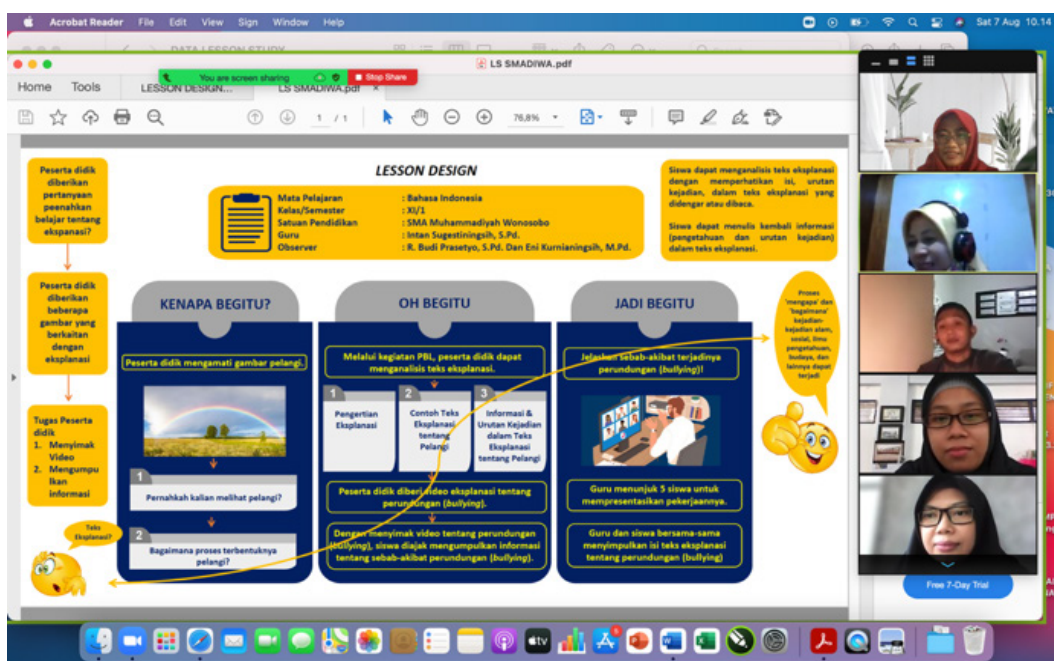 Acrobat Reader File Edit View Sign Window Help
Sat 7 Aug 10.14
DATA LESSON STUDY
LS SMADIWA.pdf
You are screen sharing
Stop Share
Home Tools
LESSON DESIGN...
LS SMADIWA.pdf ×
1 / 1
76,8%
Peserta didik
diberikan
pertanyaan
peenahkan
belajar tentang
ekspanasi?
Peserta didik
diberikan
beberapa
gambar yang
berkaitan
dengan
eksplanasi
Tugas Peserta
didik
1. Menyimak
Video
2. Mengumpu
lkan
informasi
Teks
Eksplanasi?
LESSON DESIGN
Mata Pelajaran : Bahasa Indonesia
Kelas/Semester : XI/1
Satuan Pendidikan : SMA Muhammadiyah Wonosobo
Guru : Intan Sugestiningsih, S.Pd.
Observer : R. Budi Prasetyo, S.Pd. Dan Eni Kurnianingsih, M.Pd.
Siswa dapat menganalisis teks eksplanasi
dengan memperhatikan isi, urutan
kejadian, dalam teks eksplanasi yang
didengar atau dibaca.
Siswa dapat menulis kembali informasi
(pengetahuan dan urutan kejadian)
dalam teks eksplanasi.
KENAPA BEGITU?
Peserta didik mengamati gambar pelangi.
1
Pernahkah kalian melihat pelangi?
2
Bagaimana proses terbentuknya
pelangi?
OH BEGITU
Melalui kegiatan PBL, peserta didik dapat
menganalisis teks eksplanasi.
1
Pengertian
Eksplanasi
2
Contoh Teks
Eksplanasi
tentang
Pelangi
3
Informasi &
Urutan Kejadian
dalam Teks
Eksplanasi
tentang Pelangi
Peserta didik diberi video eksplanasi tentang
perundungan (bullying).
Dengan menyimak video tentang perundungan
(bullying), siswa diajak mengumpulkan informasi
tentang sebab-akibat perundungan (bullying).
JADI BEGITU
Jelaskan sebab-akibat terjadinya
perundungan (bullying)!
Guru menunjuk 5 siswa untuk
mempresentasikan pekerjaannya.
Guru dan siswa bersama-sama
menyimpulkan isi teks eksplanasi
tentang perundungan (bullying)
Proses
'mengapa' dan
'bagaimana'
kejadian-
kejadian alam,
sosial, ilmu
pengetahuan,
budaya, dan
lainnya dapat
terjadi
Free 7-Day Trial
tv